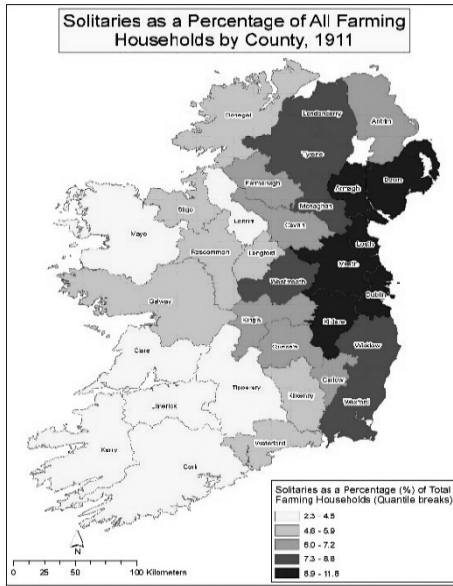 Solitaries as a Percentage of All Farming
Households by County, 1911
Donegal
Londonderry
Antrim
Tyrone
Fermanagh
Armagh
Down
Monaghan
Sligo
Leitrim
Cavan
Mayo
Louth
Roscommon
Longford
Meath
Westmeath
Galway
Dublin
King's
Kildare
Queen's
Wicklow
Clare
Carlow
Tipperary
Kilkenny
Limerick
Wexford
Waterford
Kerry
Cork
N
0 25 50 100 Kilometers
Solitaries as a Percentage (%) of Total
Farming Households (Quantile breaks)
2.3 - 4.5
4.6 - 5.9
6.0 - 7.2
7.3 - 8.8
8.9 - 11.8